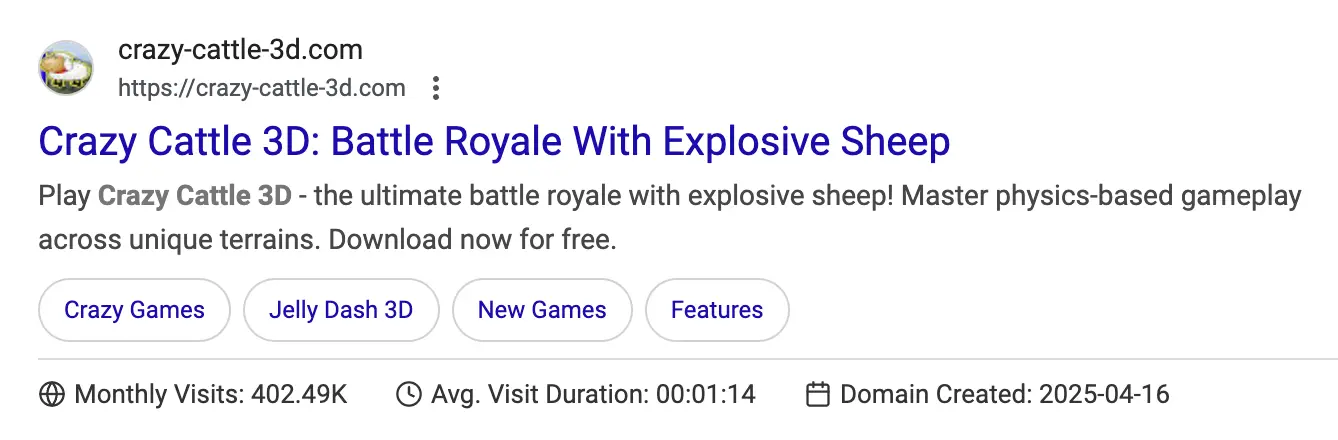 crazy-cattle-3d.com
https://crazy-cattle-3d.com
Crazy Cattle 3D: Battle Royale With Explosive Sheep
Play Crazy Cattle 3D - the ultimate battle royale with explosive sheep! Master physics-based gameplay
across unique terrains. Download now for free.
Crazy Games Jelly Dash 3D New Games Features
Monthly Visits: 402.49K Avg. Visit Duration: 00:01:14 Domain Created: 2025-04-16